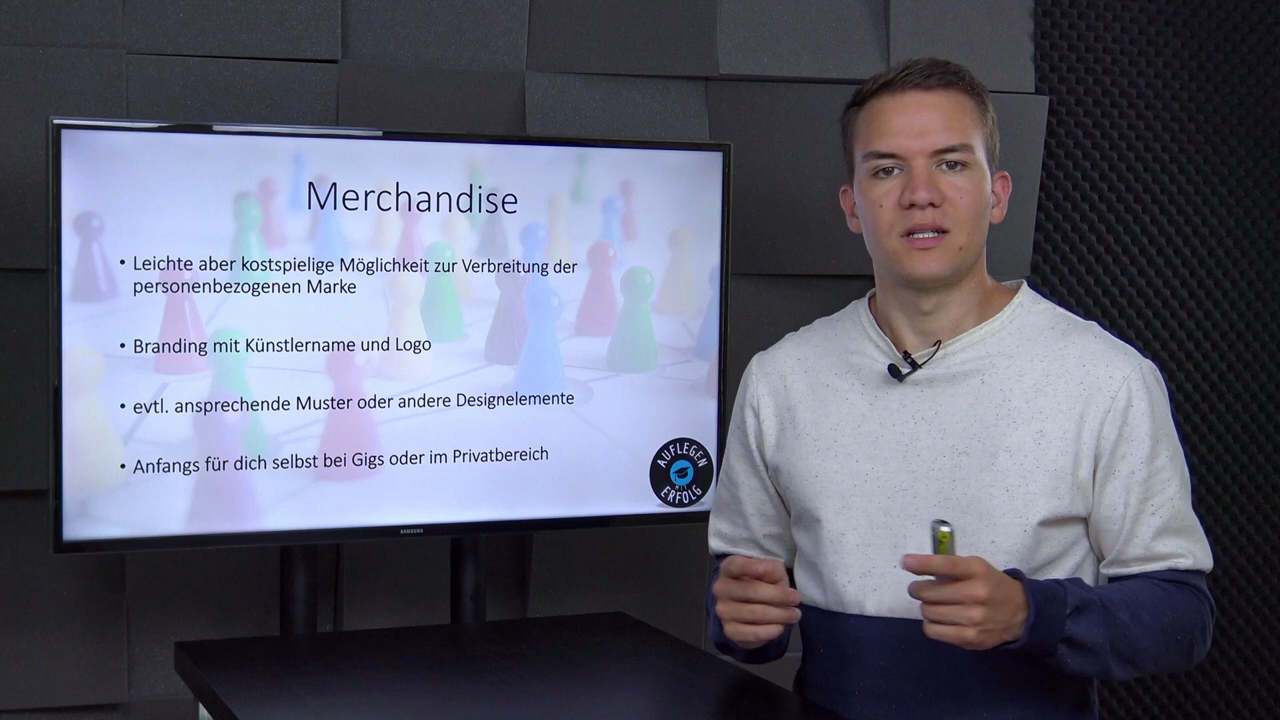 Merchandise
• Leichte aber kostspielige Möglichkeit zur Verbreitung der
personenbezogenen Marke
• Branding mit Künstlername und Logo
• evtl. ansprechende Muster oder andere Designelemente
• Anfangs für dich selbst bei Gigs oder im Privatbereich
AUFLEGEN
MIT
ERFOLG
SAMSUNG